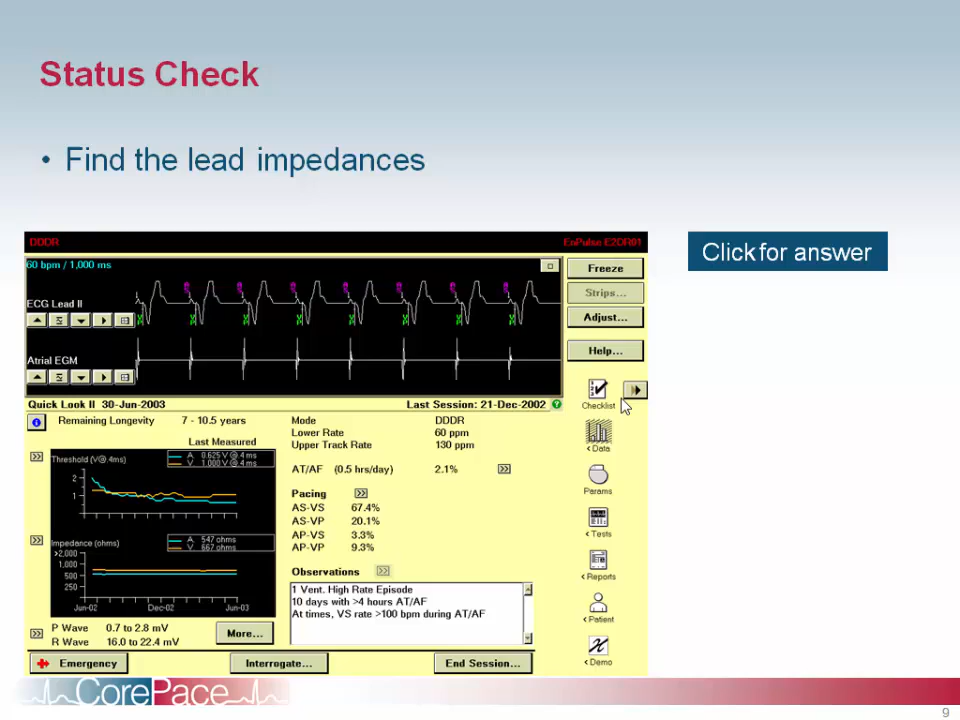 Status Check
• Find the lead impedances
Click for answer
DDDR
EnPulse E2DR01
60 bpm / 1,000 ms
ECG Lead II
Atrial EGM
Freeze
Strips...
Adjust...
Help...
Checklist
< Data
Params
< Tests
< Reports
< Patient
< Demo
Quick Look II 30-Jun-2003
Last Session: 21-Dec-2002
Remaining Longevity 7 - 10.5 years
Last Measured
Threshold (V@.4ms)
A 0.625 V @.4 ms
V 1.000 V @.4 ms
2
1
Impedance (ohms)
A 547 ohms
V 667 ohms
>2,000
1,000
500
250
Jun-02 Dec-02 Jun-03
P Wave 0.7 to 2.8 mV
R Wave 16.0 to 22.4 mV
More...
Mode DDDR
Lower Rate 60 ppm
Upper Track Rate 130 ppm
AT/AF (0.5 hrs/day) 2.1%
Pacing
AS-VS 67.4%
AS-VP 20.1%
AP-VS 3.3%
AP-VP 9.3%
Observations
1 Vent. High Rate Episode
10 days with >4 hours AT/AF
At times, VS rate >100 bpm during AT/AF
Emergency
Interrogate...
End Session...
CorePace
9